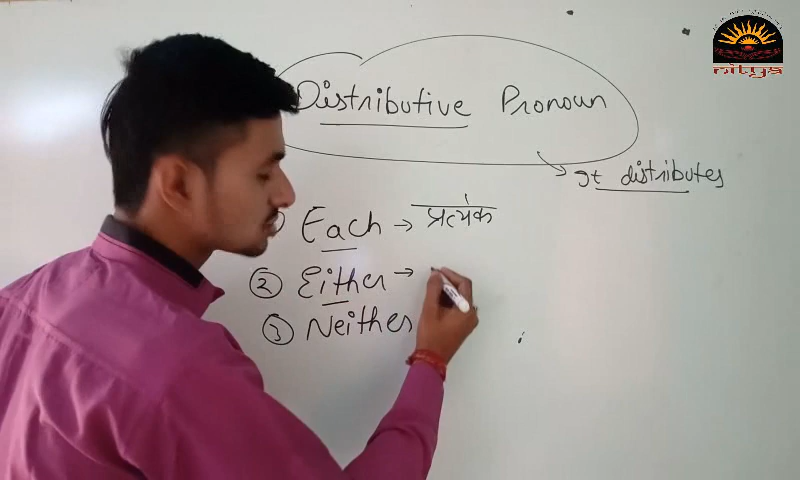 nitya
Distributive Pronoun
→ It distributes
① Each → प्रत्येक
② Either →
③ Neither